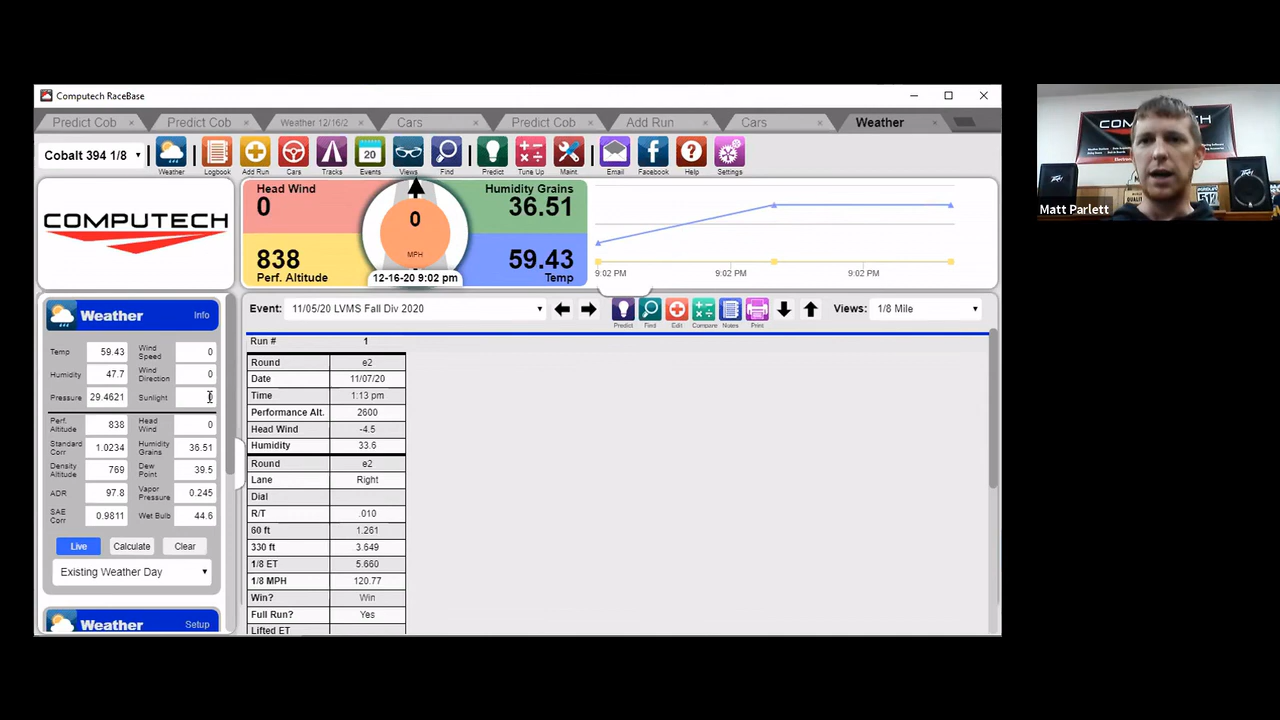 Computech RaceBase
Predict Cob × Predict Cob × Weather 12/16/2 × Cars × Predict Cob × Add Run × Cars × Weather ×
Cobalt 394 1/8
Weather Logbook Add Run Cars Tracks Events Views Find Predict Tune Up Maint Email Facebook Help Settings
20
COMPUTECH
Head Wind
0
Humidity Grains
36.51
0
MPH
838
Perf. Altitude
59.43
Temp
12-16-20 9:02 pm
9:02 PM 9:02 PM 9:02 PM
Matt Parlett
Weather Info
Temp 59.43 Wind Speed 0
Humidity 47.7 Wind Direction 0
Pressure 29.4621 Sunlight 0
Perf. Altitude 838 Head Wind 0
Standard Corr 1.0234 Humidity Grains 36.51
Density Altitude 769 Dew Point 39.5
ADR 97.8 Vapor Pressure 0.245
SAE Corr 0.9811 Wet Bulb 44.6
Live Calculate Clear
Existing Weather Day
Weather Setup
Event: 11/05/20 LVMS Fall Div 2020
Predict Find Edit Compare Notes Print
Views: 1/8 Mile
Run # 1
Round e2
Date 11/07/20
Time 1:13 pm
Performance Alt. 2600
Head Wind -4.5
Humidity 33.6
Round e2
Lane Right
Dial
R/T .010
60 ft 1.261
330 ft 3.649
1/8 ET 5.660
1/8 MPH 120.77
Win? Win
Full Run? Yes
Lifted ET